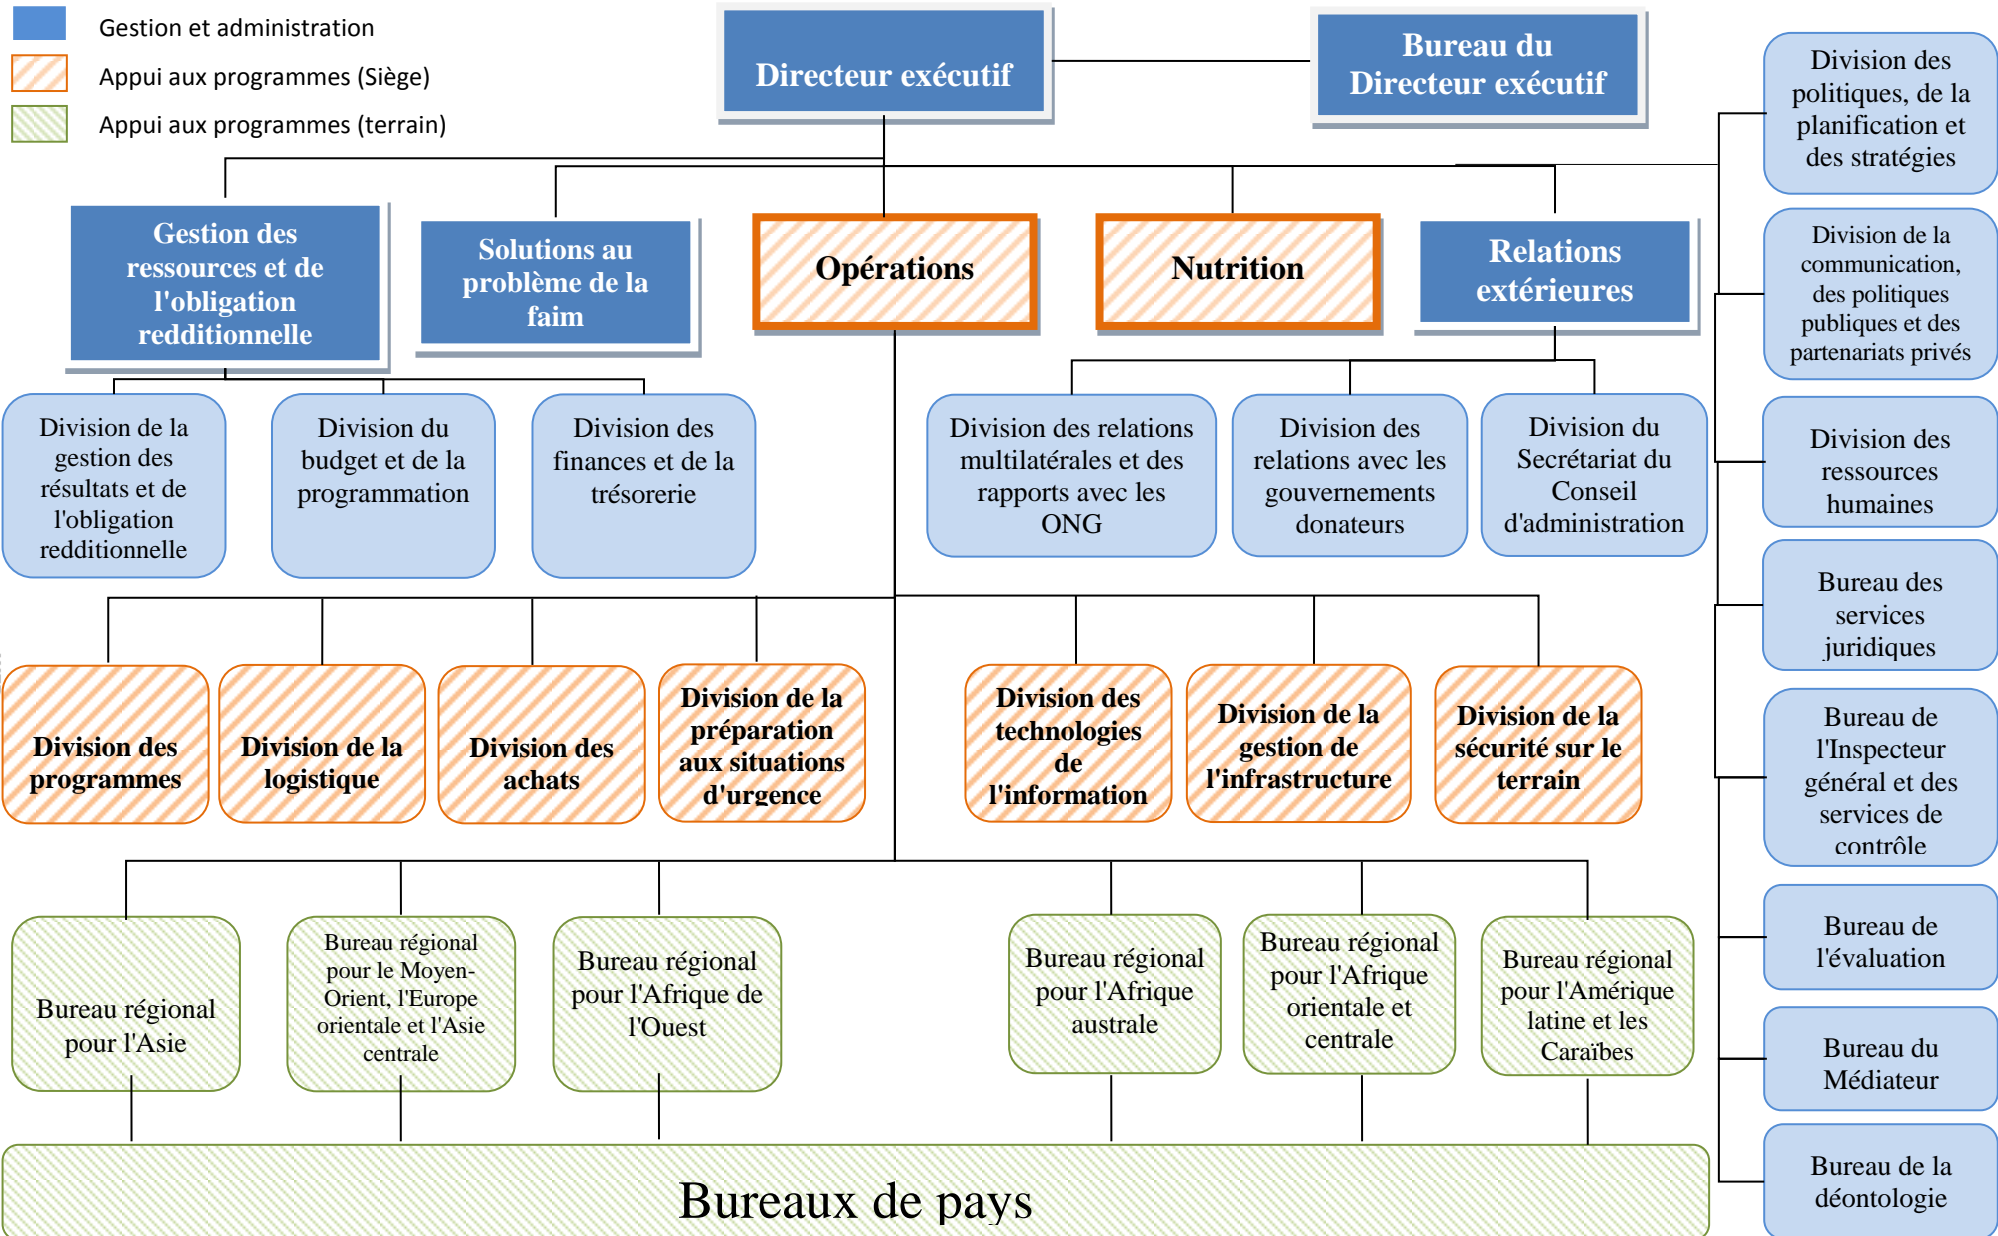 Gestion et administration
Appui aux programmes (Siège)
Appui aux programmes (terrain)
Directeur exécutif
Bureau du
Directeur exécutif
Gestion des
ressources et de
l'obligation
redditionnelle
Solutions au
problème de la
faim
Opérations
Nutrition
Relations
extérieures
Division de la
gestion des
résultats et de
l'obligation
redditionnelle
Division du
budget et de la
programmation
Division des
finances et de la
trésorerie
Division des relations
multilatérales et des
rapports avec les
ONG
Division des
relations avec les
gouvernements
donateurs
Division du
Secrétariat du
Conseil
d'administration
Division des
programmes
Division de la
logistique
Division des
achats
Division de la
préparation
aux situations
d'urgence
Division des
technologies
de
l'information
Division de la
gestion de
l'infrastructure
Division de la
sécurité sur le
terrain
Bureau régional
pour l'Asie
Bureau régional
pour le Moyen-
Orient, l'Europe
orientale et l'Asie
centrale
Bureau régional
pour l'Afrique de
l'Ouest
Bureau régional
pour l'Afrique
australe
Bureau régional
pour l'Afrique
orientale et
centrale
Bureau régional
pour l'Amérique
latine et les
Caraïbes
Bureaux de pays
Division des
politiques, de la
planification et
des stratégies
Division de la
communication,
des politiques
publiques et des
partenariats privés
Division des
ressources
humaines
Bureau des
services
juridiques
Bureau de
l'Inspecteur
général et des
services de
contrôle
Bureau de
l'évaluation
Bureau du
Médiateur
Bureau de la
déontologie